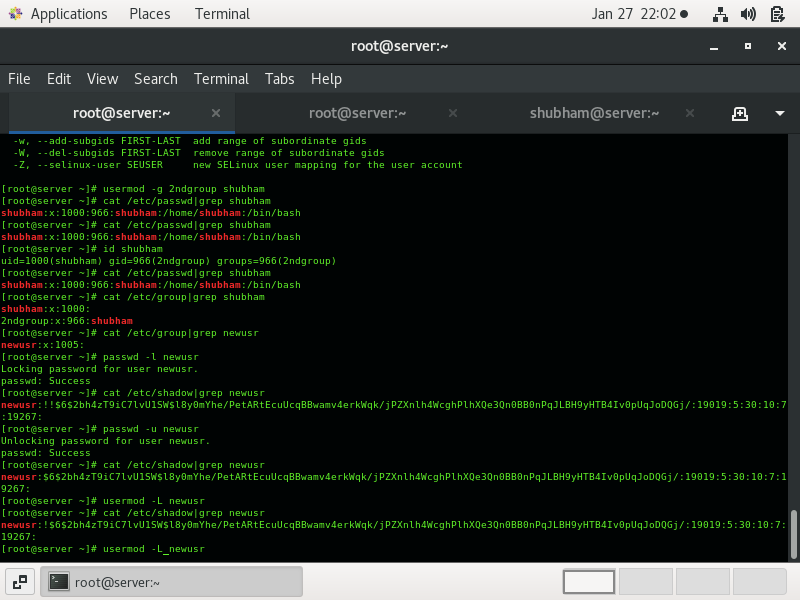 Applications Places Terminal Jan 27 22:02
root@server:~
File Edit View Search Terminal Tabs Help
root@server:~ root@server:~ shubham@server:~
-w, --add-subgids FIRST-LAST  add range of subordinate gids
-W, --del-subgids FIRST-LAST  remove range of subordinate gids
-Z, --selinux-user SEUSER     new SELinux user mapping for the user account
[root@server ~]# usermod -g 2ndgroup shubham
[root@server ~]# cat /etc/passwd|grep shubham
shubham:x:1000:966:shubham:/home/shubham:/bin/bash
[root@server ~]# cat /etc/passwd|grep shubham
shubham:x:1000:966:shubham:/home/shubham:/bin/bash
[root@server ~]# id shubham
uid=1000(shubham) gid=966(2ndgroup) groups=966(2ndgroup)
[root@server ~]# cat /etc/passwd|grep shubham
shubham:x:1000:966:shubham:/home/shubham:/bin/bash
[root@server ~]# cat /etc/group|grep shubham
shubham:x:1000:
2ndgroup:x:966:shubham
[root@server ~]# cat /etc/group|grep newusr
newusr:x:1005:
[root@server ~]# passwd -l newusr
Locking password for user newusr.
passwd: Success
[root@server ~]# cat /etc/shadow|grep newusr
newusr:!!$6$2bh4zT9iC7lvU1SW$l8y0mYhe/PetARtEcuUcqBBwamv4erkWqk/jPZXnlh4WcghPlhXQe3Qn0BB0nPqJLBH9yHTB4Iv0pUqJoDQGj/:19019:5:30:10:7
:19267:
[root@server ~]# passwd -u newusr
Unlocking password for user newusr.
passwd: Success
[root@server ~]# cat /etc/shadow|grep newusr
newusr:$6$2bh4zT9iC7lvU1SW$l8y0mYhe/PetARtEcuUcqBBwamv4erkWqk/jPZXnlh4WcghPlhXQe3Qn0BB0nPqJLBH9yHTB4Iv0pUqJoDQGj/:19019:5:30:10:7:1
9267:
[root@server ~]# usermod -L newusr
[root@server ~]# cat /etc/shadow|grep newusr
newusr:!$6$2bh4zT9iC7lvU1SW$l8y0mYhe/PetARtEcuUcqBBwamv4erkWqk/jPZXnlh4WcghPlhXQe3Qn0BB0nPqJLBH9yHTB4Iv0pUqJoDQGj/:19019:5:30:10:7:
19267:
[root@server ~]# usermod -L newusr
root@server:~